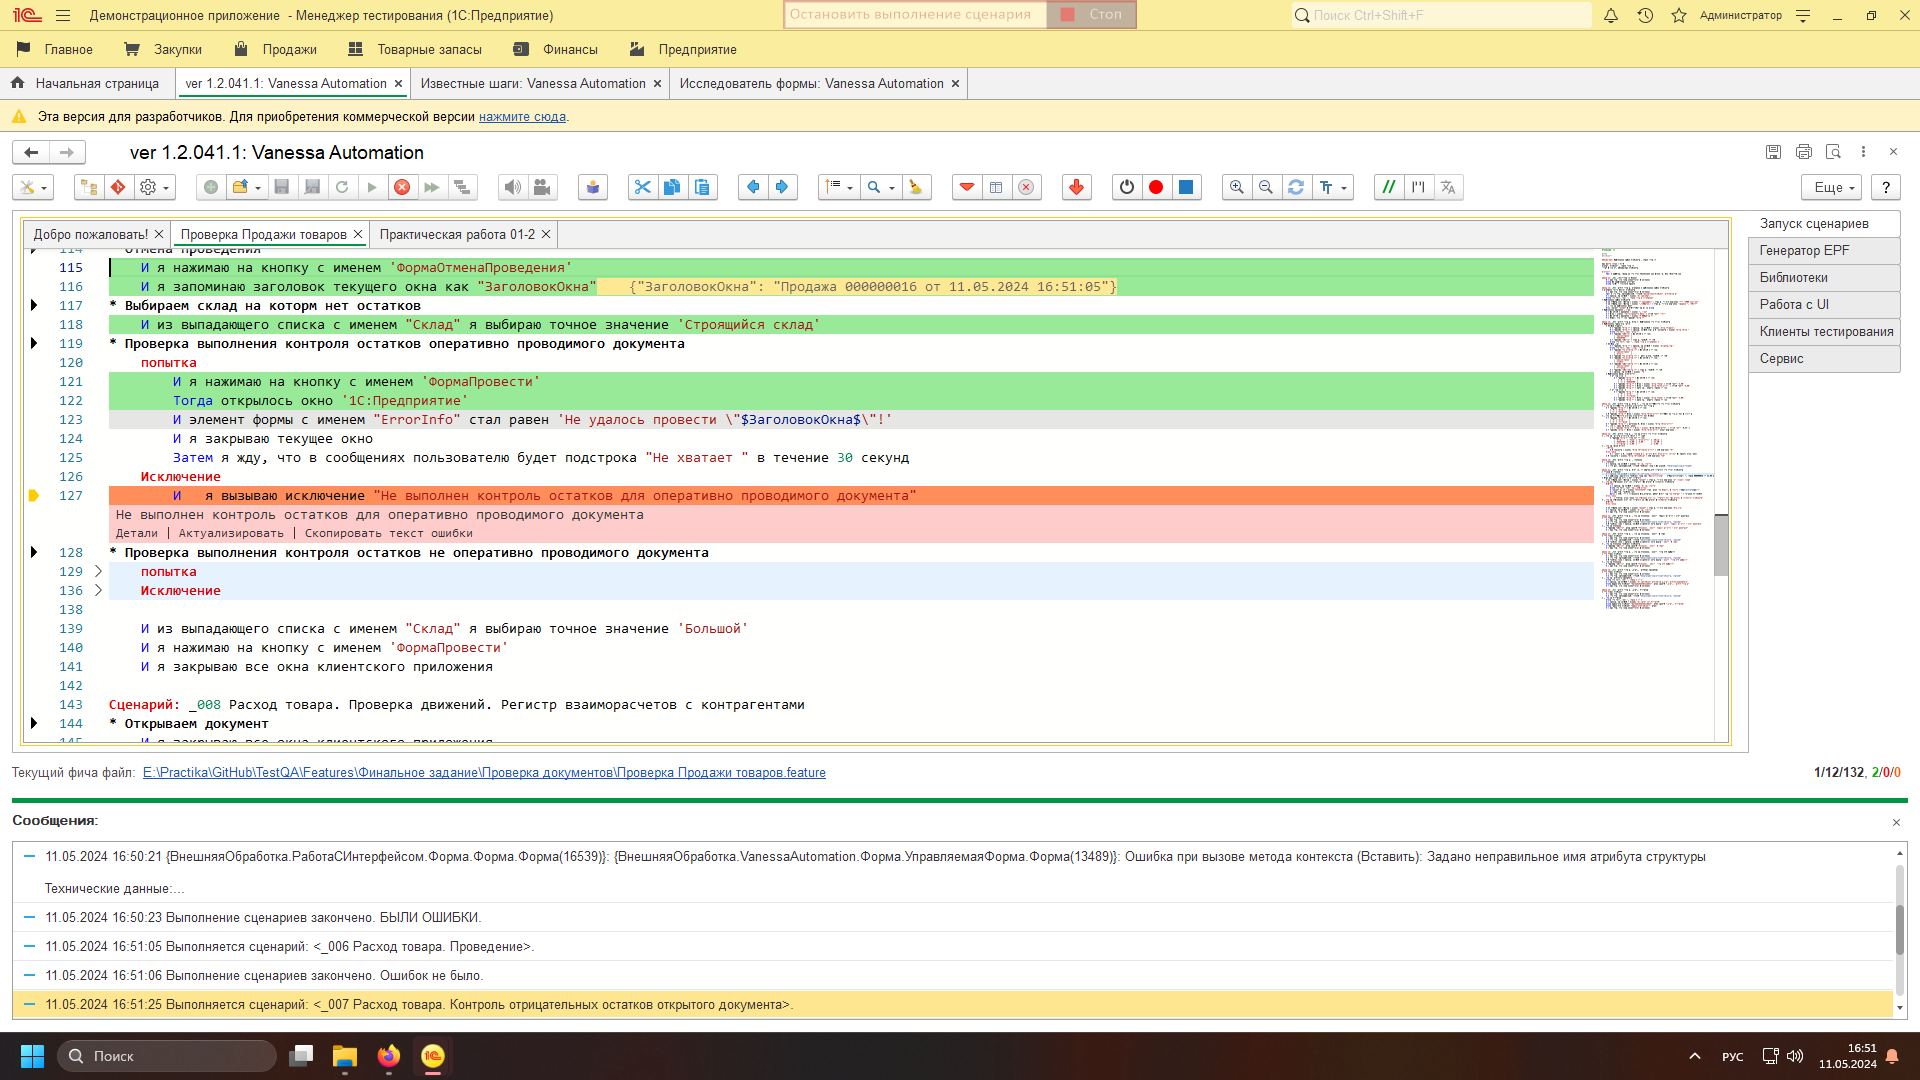 Демонстрационное приложение - Менеджер тестирования (1С:Предприятие)
Остановить выполнение сценария
Стоп
Поиск Ctrl+Shift+F
Администратор
Главное
Закупки
Продажи
Товарные запасы
Финансы
Предприятие
Начальная страница
ver 1.2.041.1: Vanessa Automation ×
Известные шаги: Vanessa Automation ×
Исследователь формы: Vanessa Automation ×
Эта версия для разработчиков. Для приобретения коммерческой версии нажмите сюда.
ver 1.2.041.1: Vanessa Automation
Еще
?
Добро пожаловать! ×
Проверка Продажи товаров ×
Практическая работа 01-2 ×
Запуск сценариев
Генератор EPF
Библиотеки
Работа с UI
Клиенты тестирования
Сервис
114 * Отмена проведения
115 И я нажимаю на кнопку с именем 'ФормаОтменаПроведения'
116 И я запоминаю заголовок текущего окна как "ЗаголовокОкна" {"ЗаголовокОкна": "Продажа 000000016 от 11.05.2024 16:51:05"}
117 * Выбираем склад на котором нет остатков
118 И из выпадающего списка с именем "Склад" я выбираю точное значение 'Строящийся склад'
119 * Проверка выполнения контроля остатков оперативно проводимого документа
120 попытка
121 И я нажимаю на кнопку с именем 'ФормаПровести'
122 Тогда открылось окно '1С:Предприятие'
123 И элемент формы с именем "ErrorInfo" стал равен 'Не удалось провести \"$ЗаголовокОкна$\"!'
124 И я закрываю текущее окно
125 Затем я жду, что в сообщениях пользователю будет подстрока "Не хватает " в течение 30 секунд
126 Исключение
127 И я вызываю исключение "Не выполнен контроль остатков для оперативно проводимого документа"
Не выполнен контроль остатков для оперативно проводимого документа
Детали | Актуализировать | Скопировать текст ошибки
128 * Проверка выполнения контроля остатков не оперативно проводимого документа
129 попытка
136 Исключение
138
139 И из выпадающего списка с именем "Склад" я выбираю точное значение 'Большой'
140 И я нажимаю на кнопку с именем 'ФормаПровести'
141 И я закрываю все окна клиентского приложения
142
143 Сценарий: _008 Расход товара. Проверка движений. Регистр взаиморасчетов с контрагентами
144 * Открываем документ
145 И я закрываю все окна клиентского приложения
Текущий фича файл: E:\Practika\GitHub\TestQA\Features\Финальное задание\Проверка документов\Проверка Продажи товаров.feature
1/12/132, 2/0/0
Сообщения:
11.05.2024 16:50:21 {ВнешняяОбработка.РаботаСИнтерфейсом.Форма.Форма.Форма(16539)}: {ВнешняяОбработка.VanessaAutomation.Форма.УправляемаяФорма.Форма(13489)}: Ошибка при вызове метода контекста (Вставить): Задано неправильное имя атрибута структуры
Технические данные:...
11.05.2024 16:50:23 Выполнение сценариев закончено. БЫЛИ ОШИБКИ.
11.05.2024 16:51:05 Выполняется сценарий: <_006 Расход товара. Проведение>.
11.05.2024 16:51:06 Выполнение сценариев закончено. Ошибок не было.
11.05.2024 16:51:25 Выполняется сценарий: <_007 Расход товара. Контроль отрицательных остатков открытого документа>.
Поиск
РУС
16:51
11.05.2024